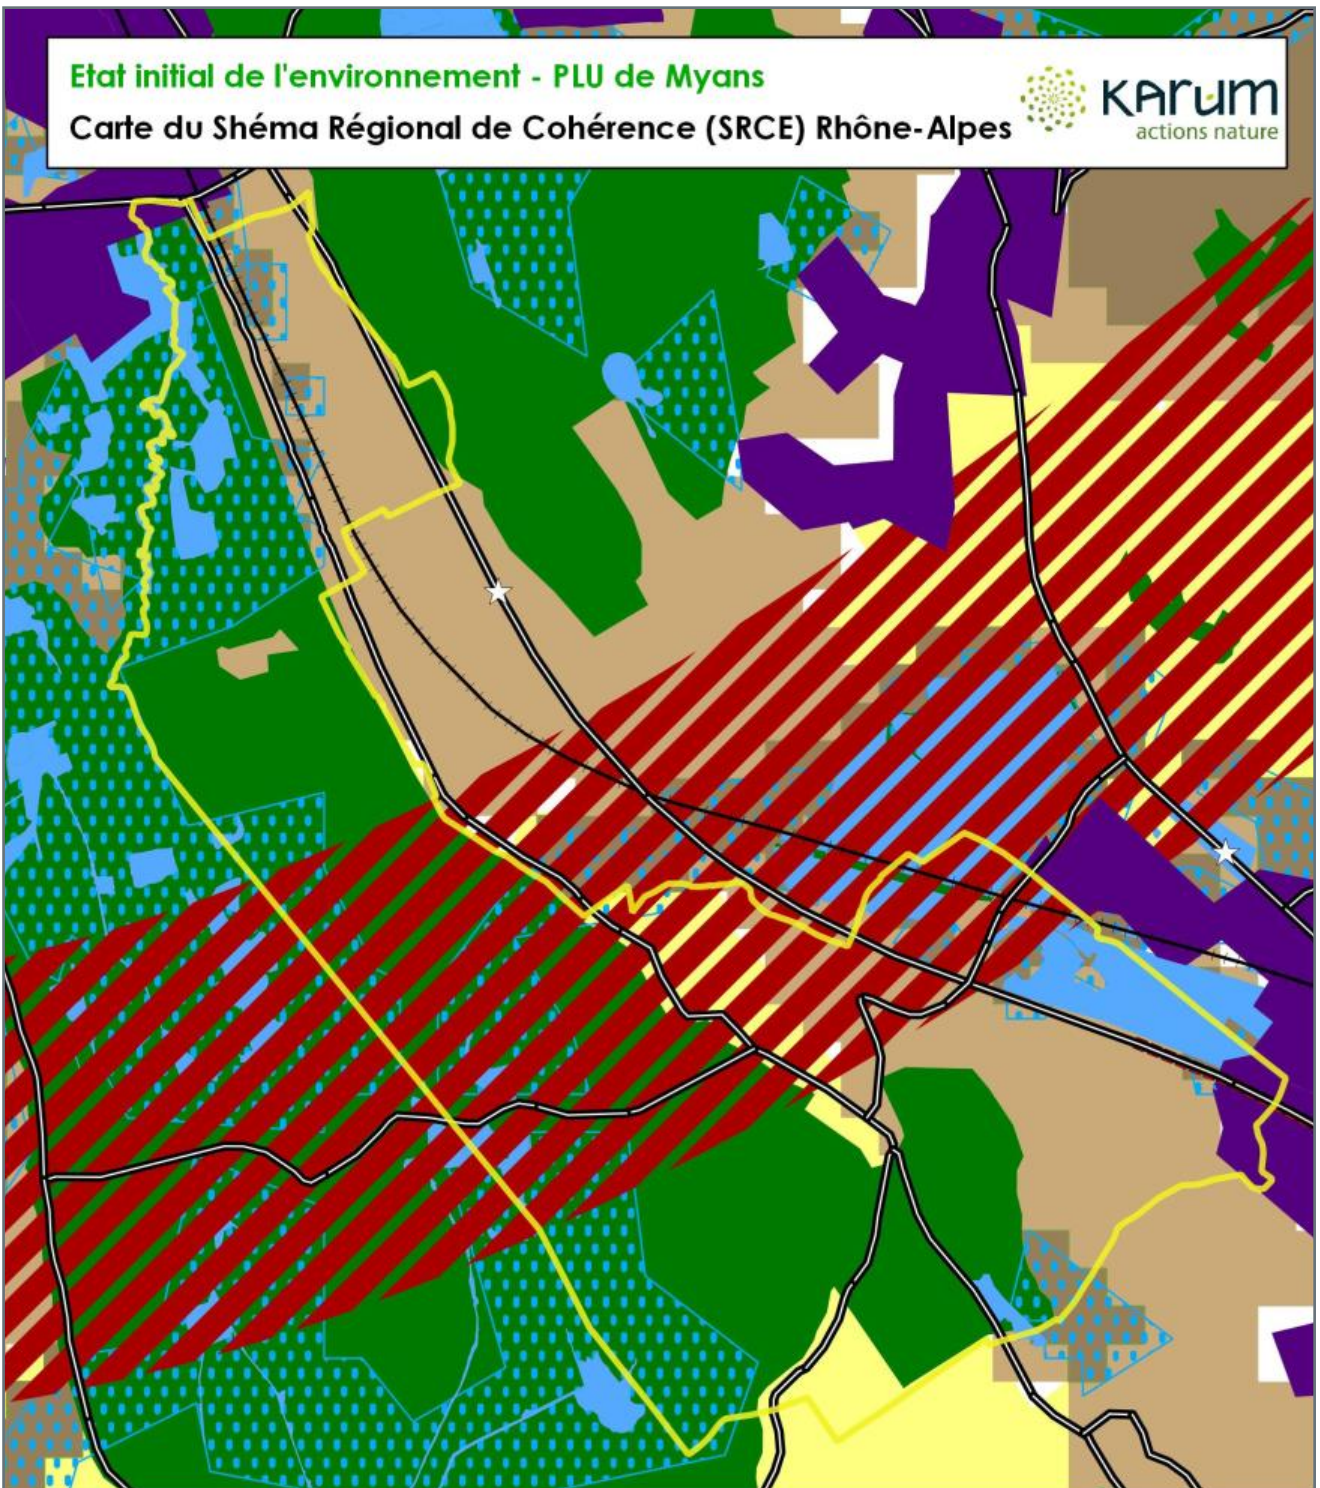 Etat initial de l'environnement - PLU de Myans
Carte du Shéma Régional de Cohérence (SRCE) Rhône-Alpes
KARUM
actions nature